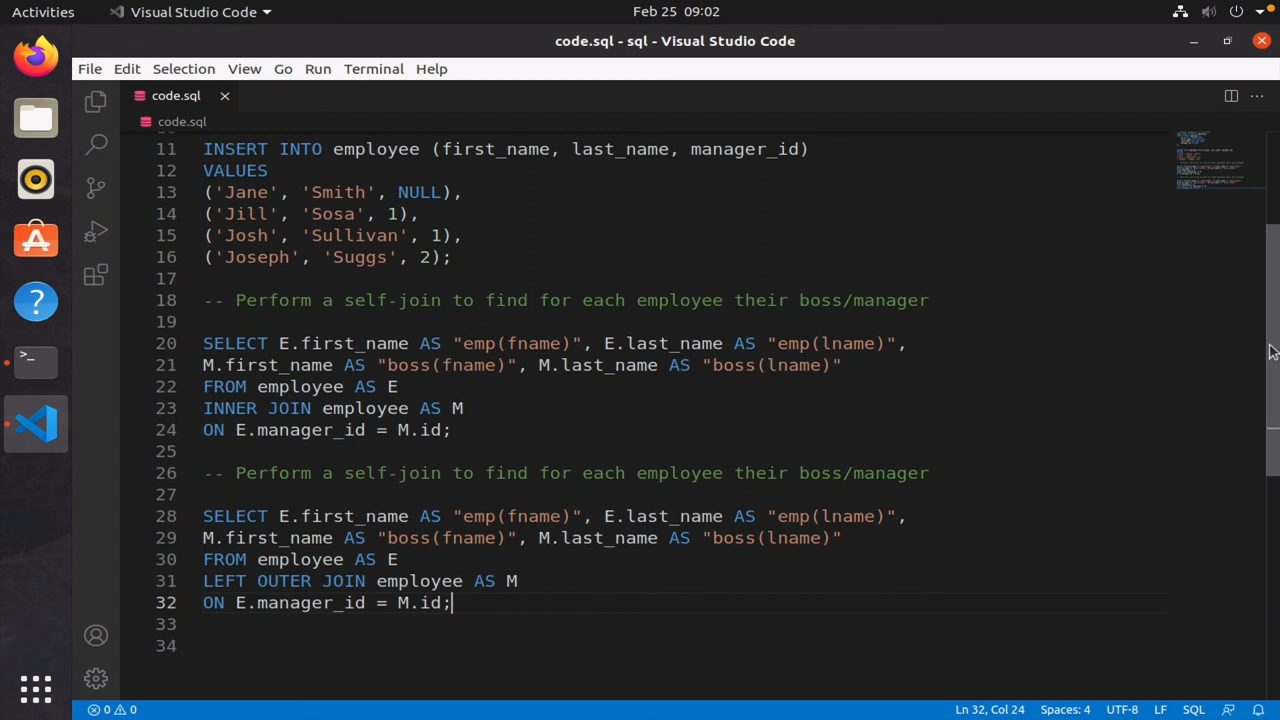 Activities
Visual Studio Code
Feb 25 09:02
code.sql - sql - Visual Studio Code
File Edit Selection View Go Run Terminal Help
code.sql
code.sql
11 INSERT INTO employee (first_name, last_name, manager_id)
12 VALUES
13 ('Jane', 'Smith', NULL),
14 ('Jill', 'Sosa', 1),
15 ('Josh', 'Sullivan', 1),
16 ('Joseph', 'Suggs', 2);
17
18 -- Perform a self-join to find for each employee their boss/manager
19
20 SELECT E.first_name AS "emp(fname)", E.last_name AS "emp(lname)",
21 M.first_name AS "boss(fname)", M.last_name AS "boss(lname)"
22 FROM employee AS E
23 INNER JOIN employee AS M
24 ON E.manager_id = M.id;
25
26 -- Perform a self-join to find for each employee their boss/manager
27
28 SELECT E.first_name AS "emp(fname)", E.last_name AS "emp(lname)",
29 M.first_name AS "boss(fname)", M.last_name AS "boss(lname)"
30 FROM employee AS E
31 LEFT OUTER JOIN employee AS M
32 ON E.manager_id = M.id;
33
34
0 0 Ln 32, Col 24 Spaces: 4 UTF-8 LF SQL